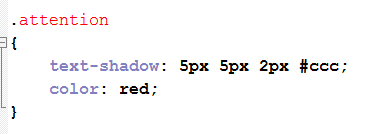 .attention
{
text-shadow: 5px 5px 2px #ccc;
color: red;
}